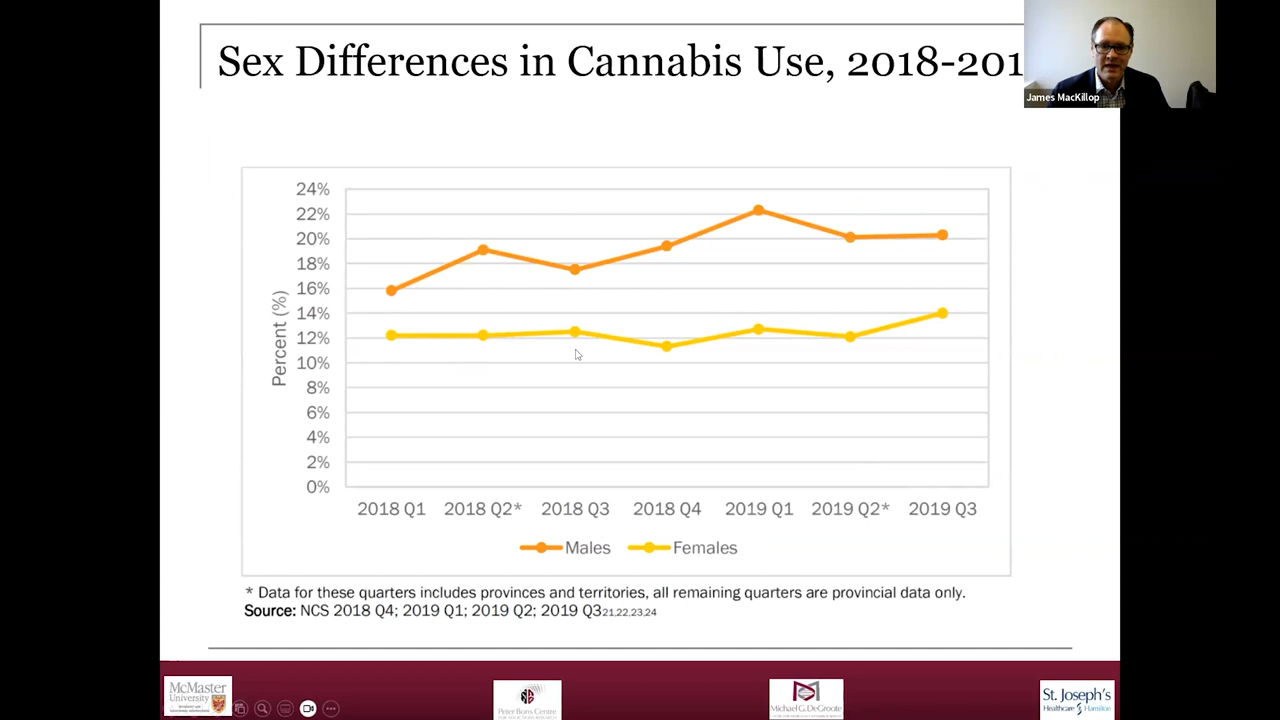 Sex Differences in Cannabis Use, 2018-201
James MacKillop
24%
22%
20%
18%
16%
14%
12%
10%
8%
6%
4%
2%
0%
Percent (%)
2018 Q1 2018 Q2* 2018 Q3 2018 Q4 2019 Q1 2019 Q2* 2019 Q3
Males Females
* Data for these quarters includes provinces and territories, all remaining quarters are provincial data only.
Source: NCS 2018 Q4; 2019 Q1; 2019 Q2; 2019 Q3 21,22,23,24
McMaster
University
Peter Boris Centre
FOR ADDICTIONS RESEARCH
Michael G. DeGroote
St. Joseph's
Healthcare Hamilton